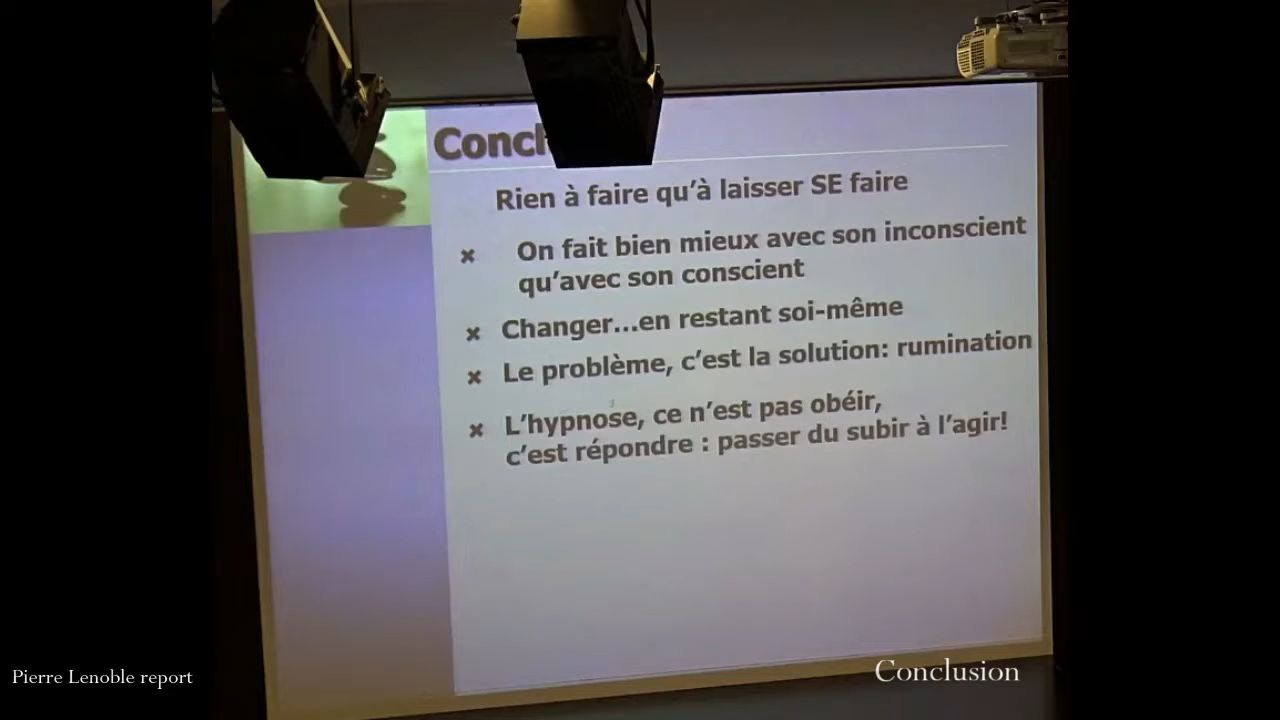 Rien à faire qu'à laisser SE faire
On fait bien mieux avec son inconscient
qu'avec son conscient
Changer...en restant soi-même
Le problème, c'est la solution: rumination
L'hypnose, ce n'est pas obéir,
c'est répondre : passer du subir à l'agir!
Pierre Lenoble report
Conclusion